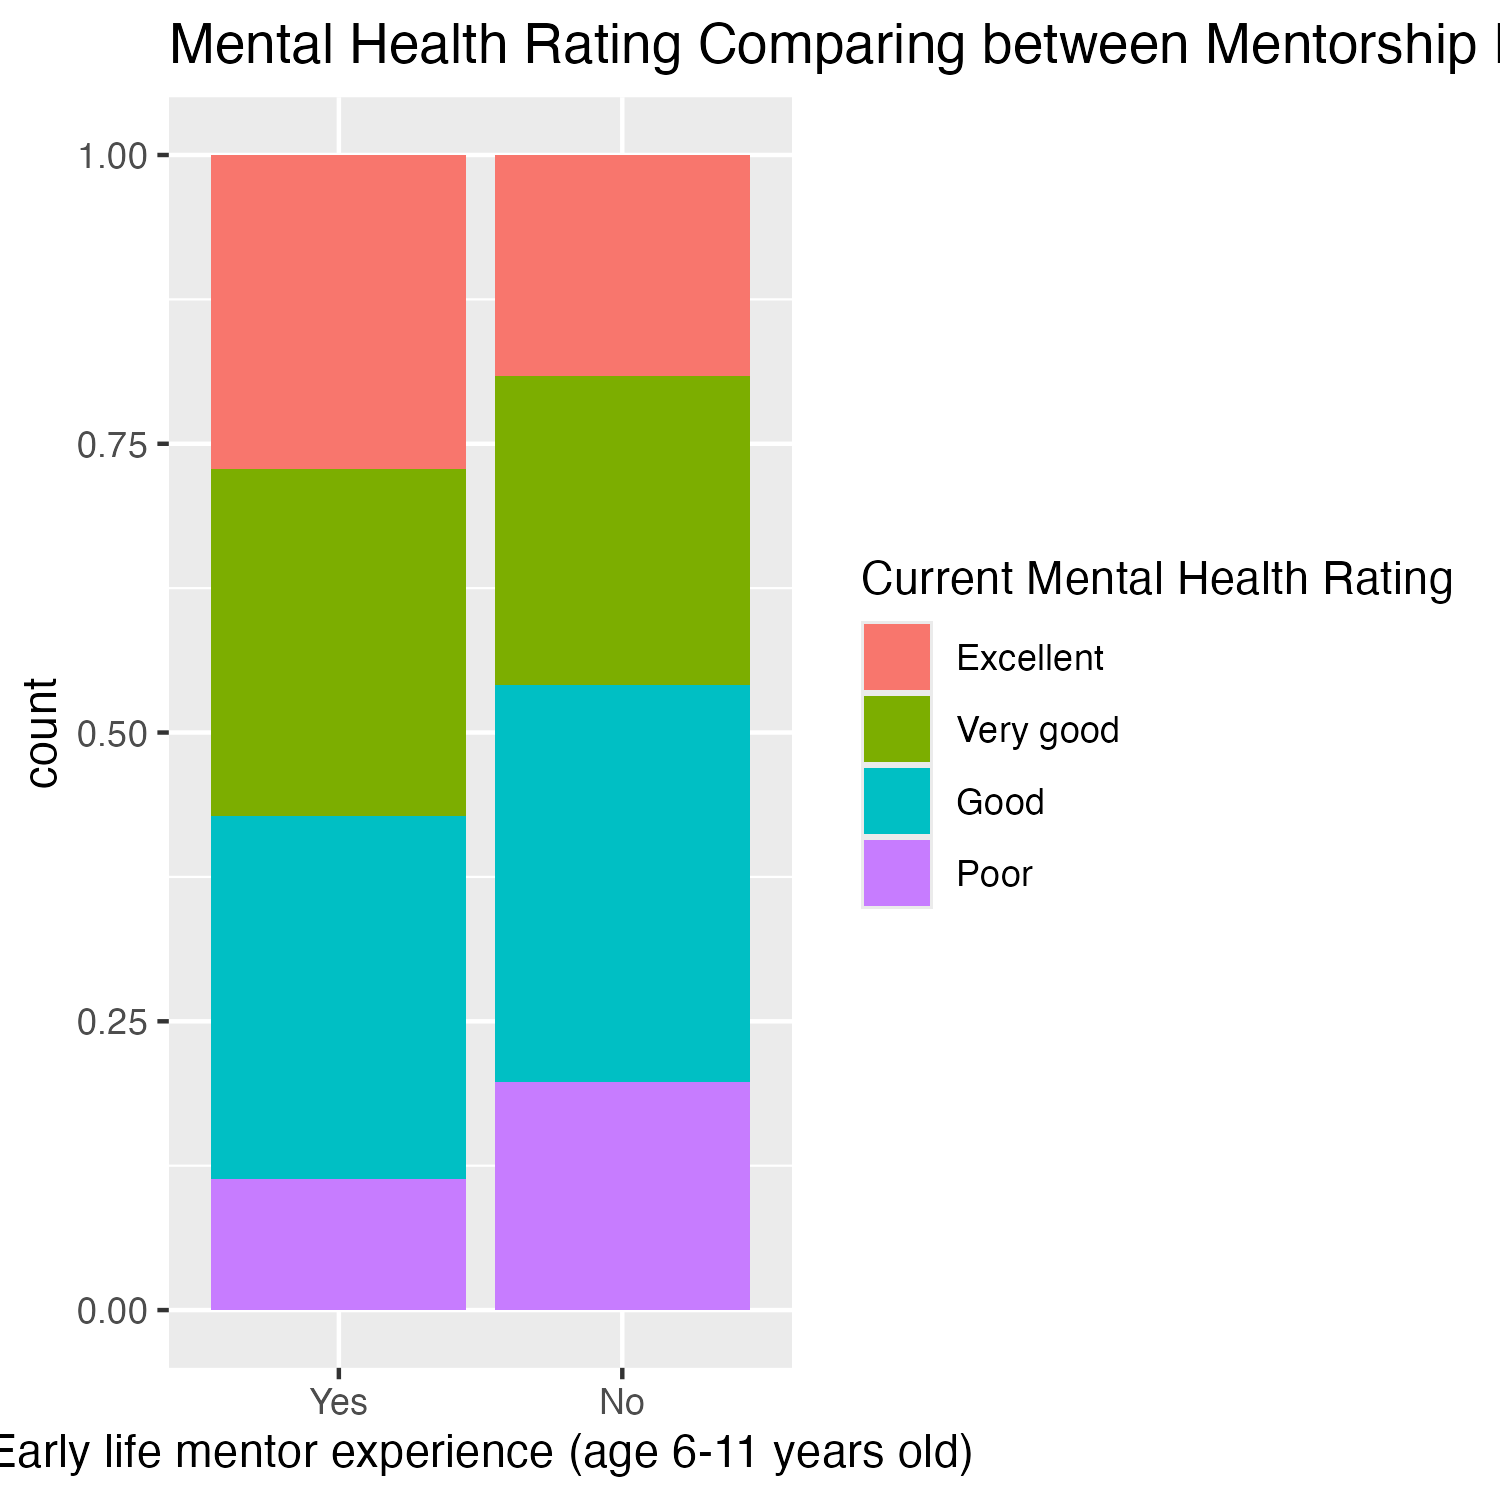 Mental Health Rating Comparing between Mentorship
1.00
0.75
0.50
0.25
0.00
count
Yes
No
Early life mentor experience (age 6-11 years old)
Current Mental Health Rating
Excellent
Very good
Good
Poor